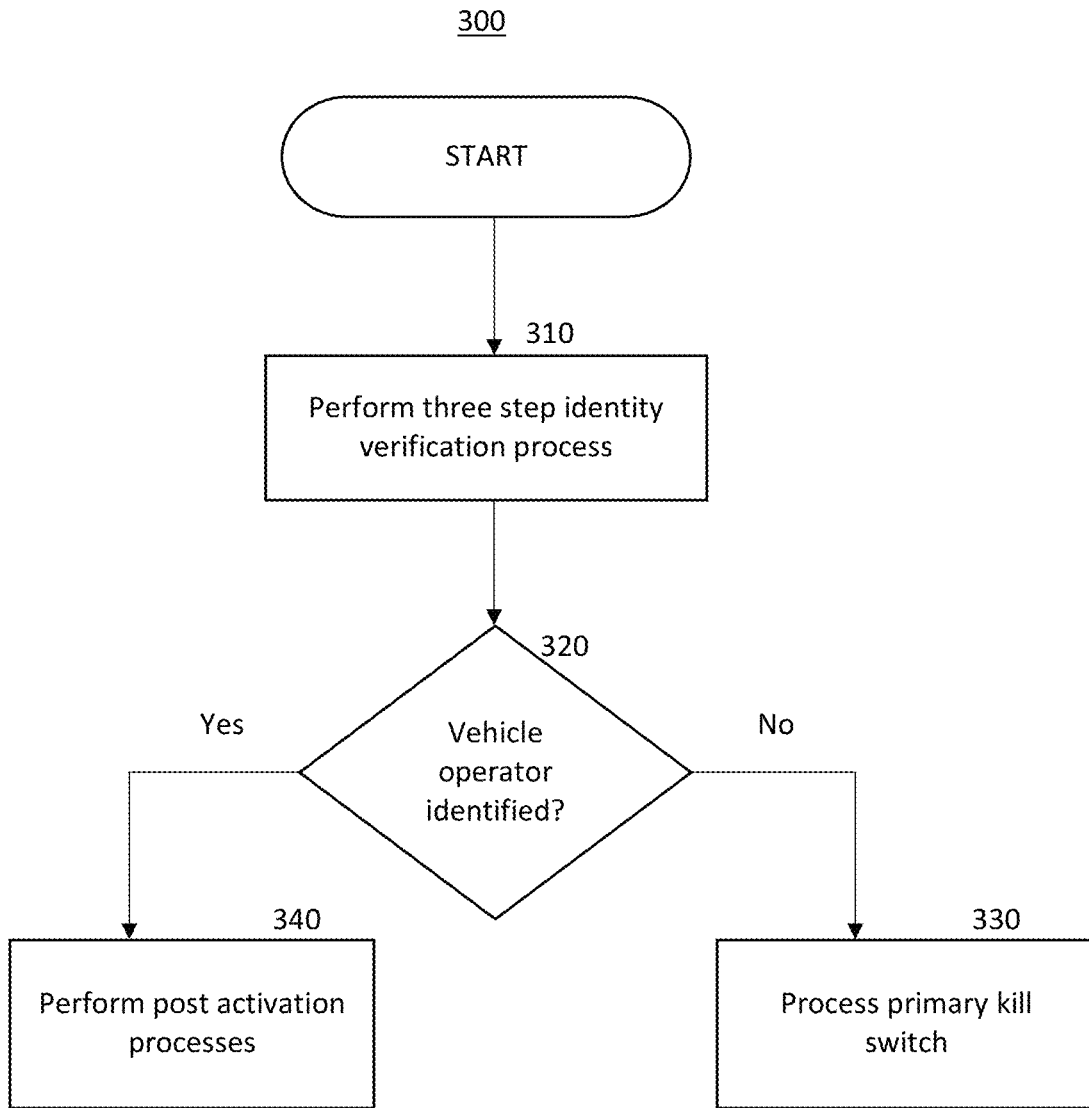 300
START
310
Perform three step identity
verification process
320
Yes
No
Vehicle
operator
identified?
340
330
Perform post activation
processes
Process primary kill
switch